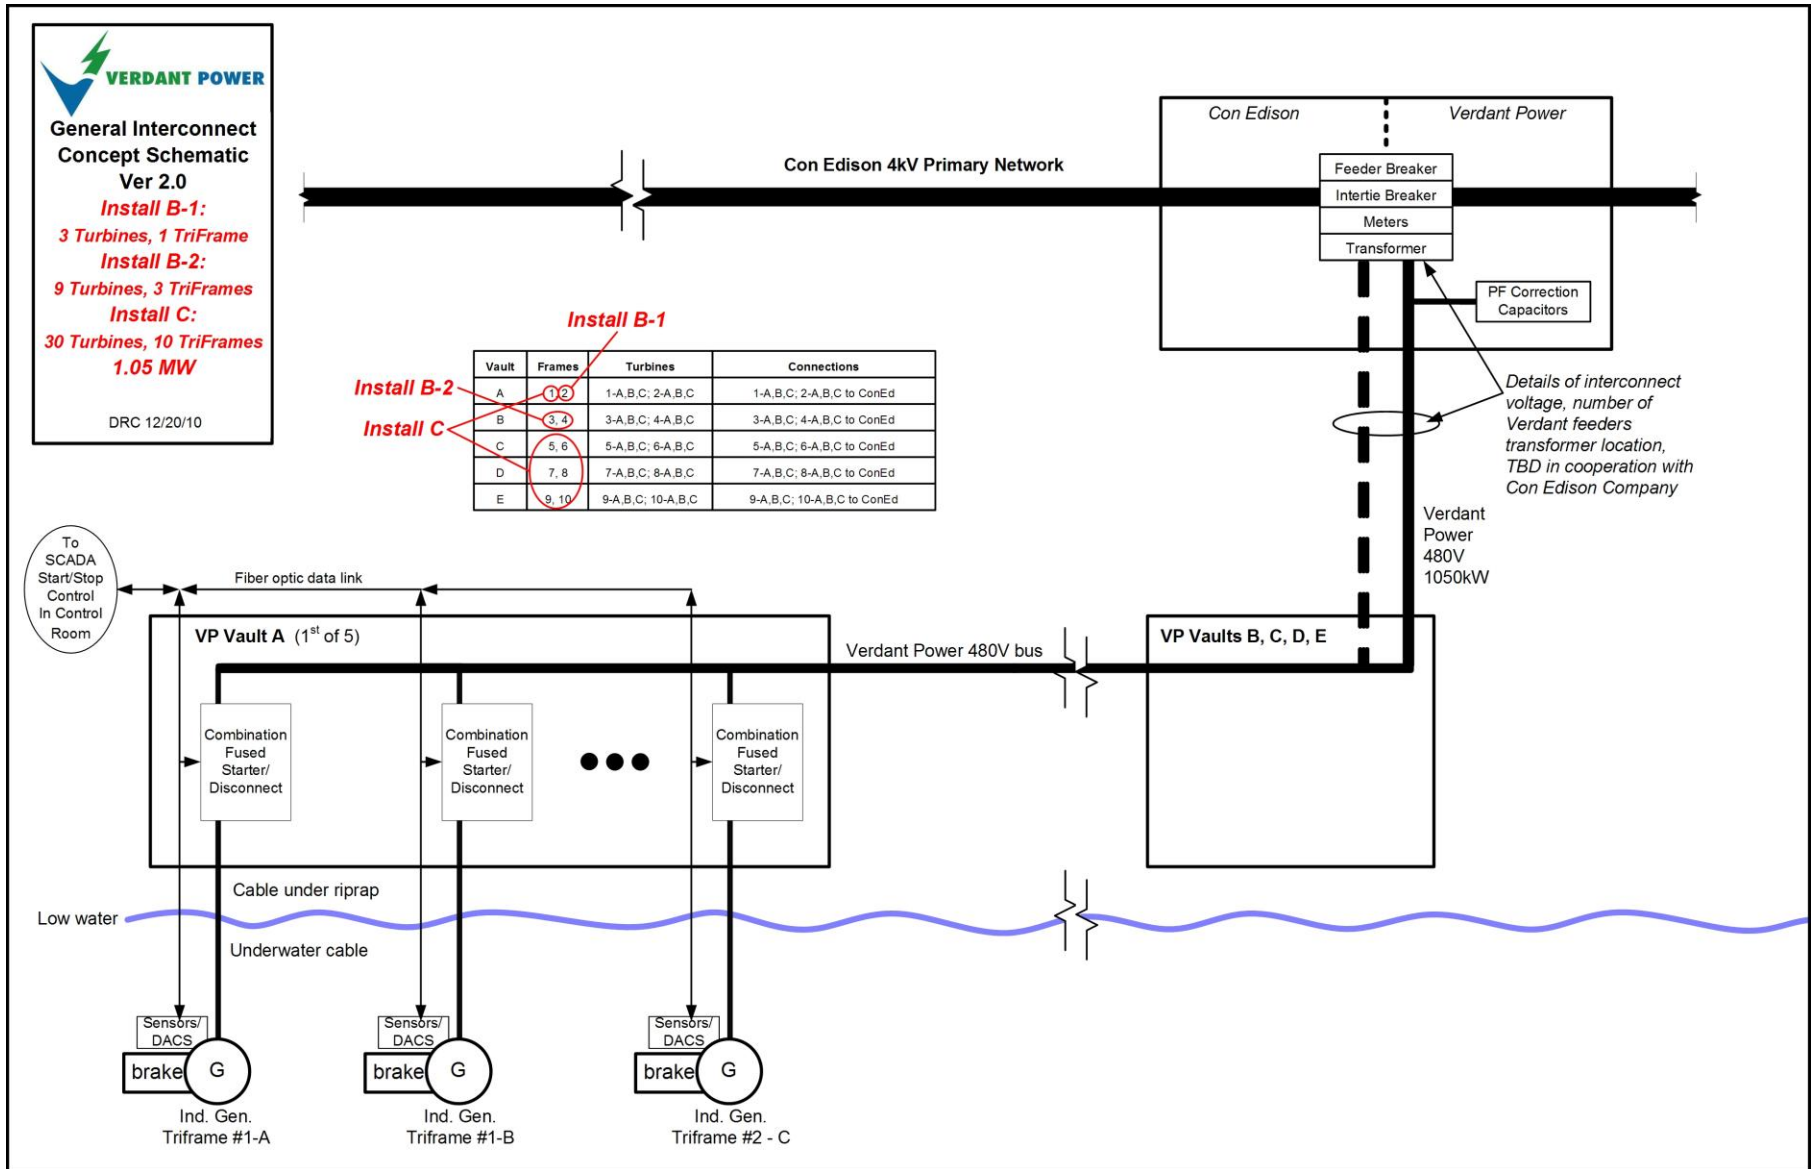 VERDANT POWER
General Interconnect
Concept Schematic
Ver 2.0
Install B-1:
3 Turbines, 1 TriFrame
Install B-2:
9 Turbines, 3 TriFrames
Install C:
30 Turbines, 10 TriFrames
1.05 MW
DRC 12/20/10
Con Edison 4kV Primary Network
Con Edison
Verdant Power
Feeder Breaker
Intertie Breaker
Meters
Transformer
PF Correction
Capacitors
Details of interconnect
voltage, number of
Verdant feeders
transformer location,
TBD in cooperation with
Con Edison Company
Verdant
Power
480V
1050kW
Install B-1
Install B-2
Install C
Vault Frames Turbines Connections
A 1, 2 1-A,B,C; 2-A,B,C 1-A,B,C; 2-A,B,C to ConEd
B 3, 4 3-A,B,C; 4-A,B,C 3-A,B,C; 4-A,B,C to ConEd
C 5, 6 5-A,B,C; 6-A,B,C 5-A,B,C; 6-A,B,C to ConEd
D 7, 8 7-A,B,C; 8-A,B,C 7-A,B,C; 8-A,B,C to ConEd
E 9, 10 9-A,B,C; 10-A,B,C 9-A,B,C; 10-A,B,C to ConEd
To
SCADA
Start/Stop
Control
In Control
Room
Fiber optic data link
VP Vault A (1st of 5)
Verdant Power 480V bus
VP Vaults B, C, D, E
Combination
Fused
Starter/
Disconnect
Combination
Fused
Starter/
Disconnect
Combination
Fused
Starter/
Disconnect
Cable under riprap
Low water
Underwater cable
Sensors/
DACS
brake
G
Ind. Gen.
Triframe #1-A
Sensors/
DACS
brake
G
Ind. Gen.
Triframe #1-B
Sensors/
DACS
brake
G
Ind. Gen.
Triframe #2 - C